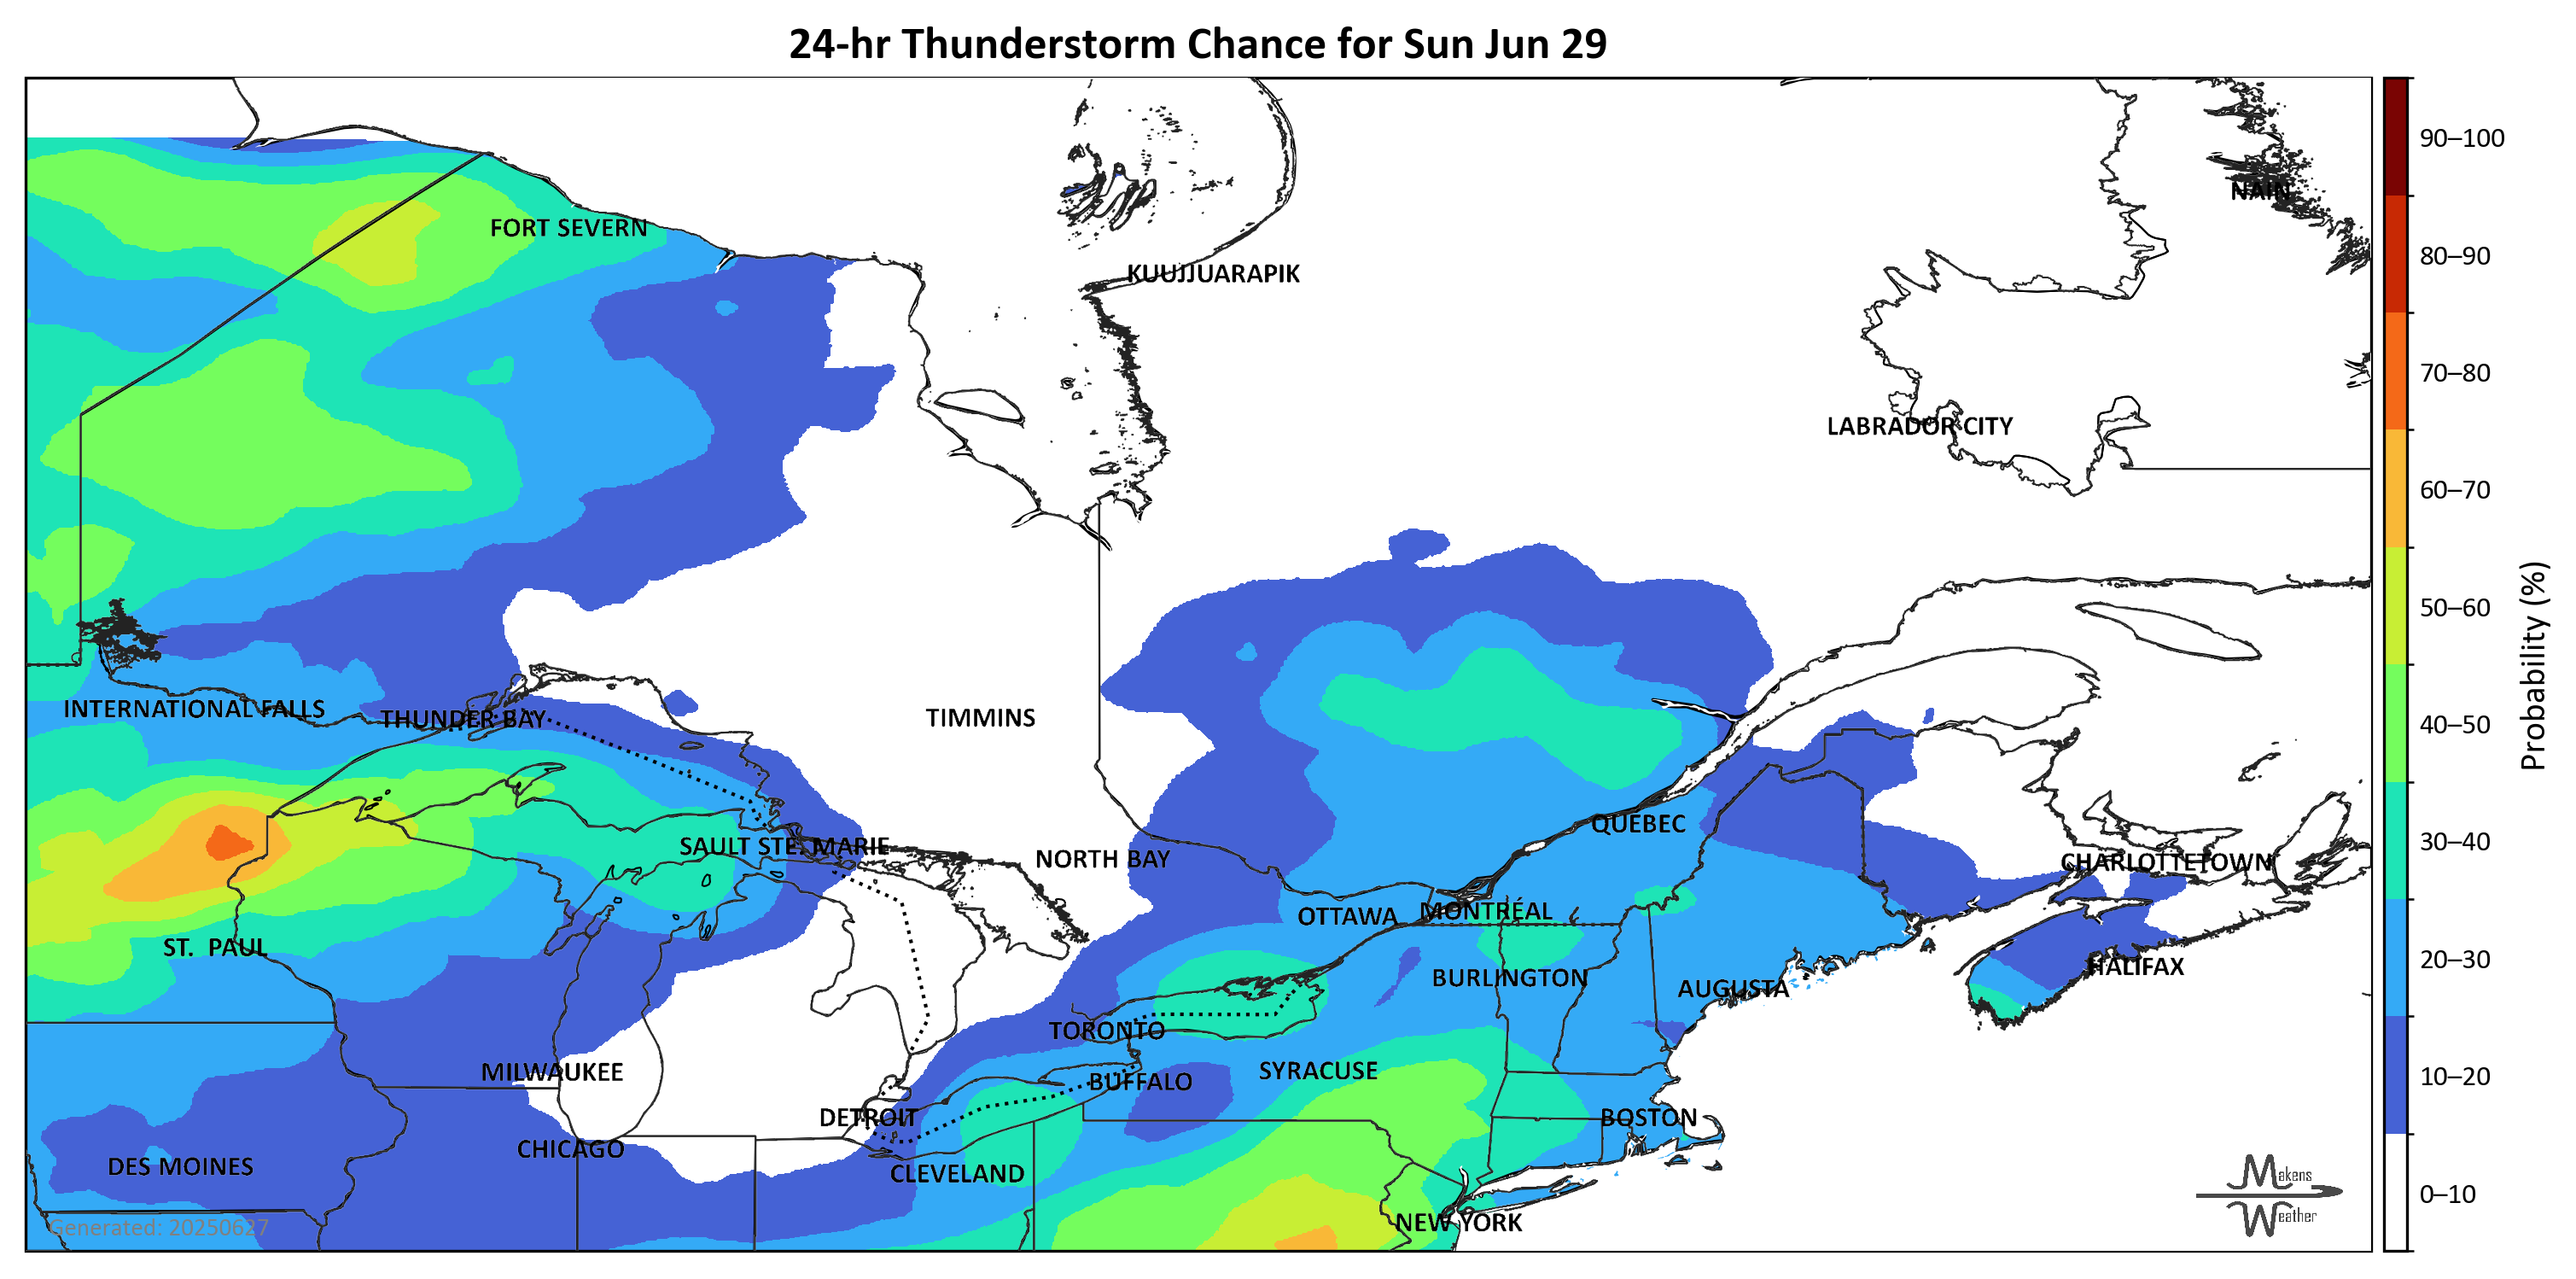 24-hr Thunderstorm Chance for Sun Jun 29
90–100
NAIN
FORT SEVERN
80–90
KUUJJUARAPIK
70–80
LABRADOR CITY
60–70
50–60
INTERNATIONAL FALLS
THUNDER BAY
TIMMINS
40–50
Probability (%)
QUEBEC
SAULT STE. MARIE
30–40
NORTH BAY
CHARLOTTETOWN
OTTAWA
MONTRÉAL
ST. PAUL
20–30
HALIFAX
BURLINGTON
AUGUSTA
TORONTO
SYRACUSE
MILWAUKEE
BUFFALO
10–20
DETROIT
BOSTON
CHICAGO
DES MOINES
CLEVELAND
Makens
Weather
0–10
NEW YORK
Generated: 20250627